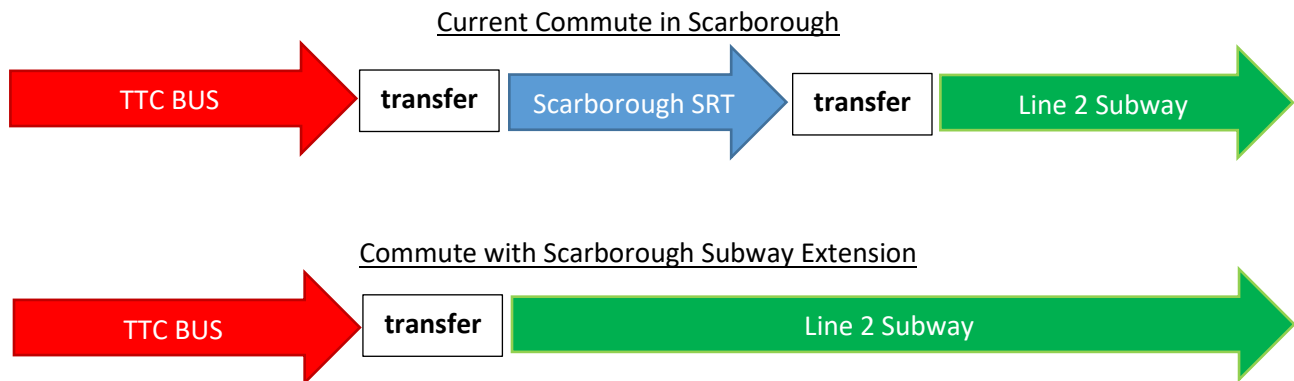 Current Commute in Scarborough
TTC BUS
transfer
Scarborough SRT
transfer
Line 2 Subway
Commute with Scarborough Subway Extension
TTC BUS
transfer
Line 2 Subway